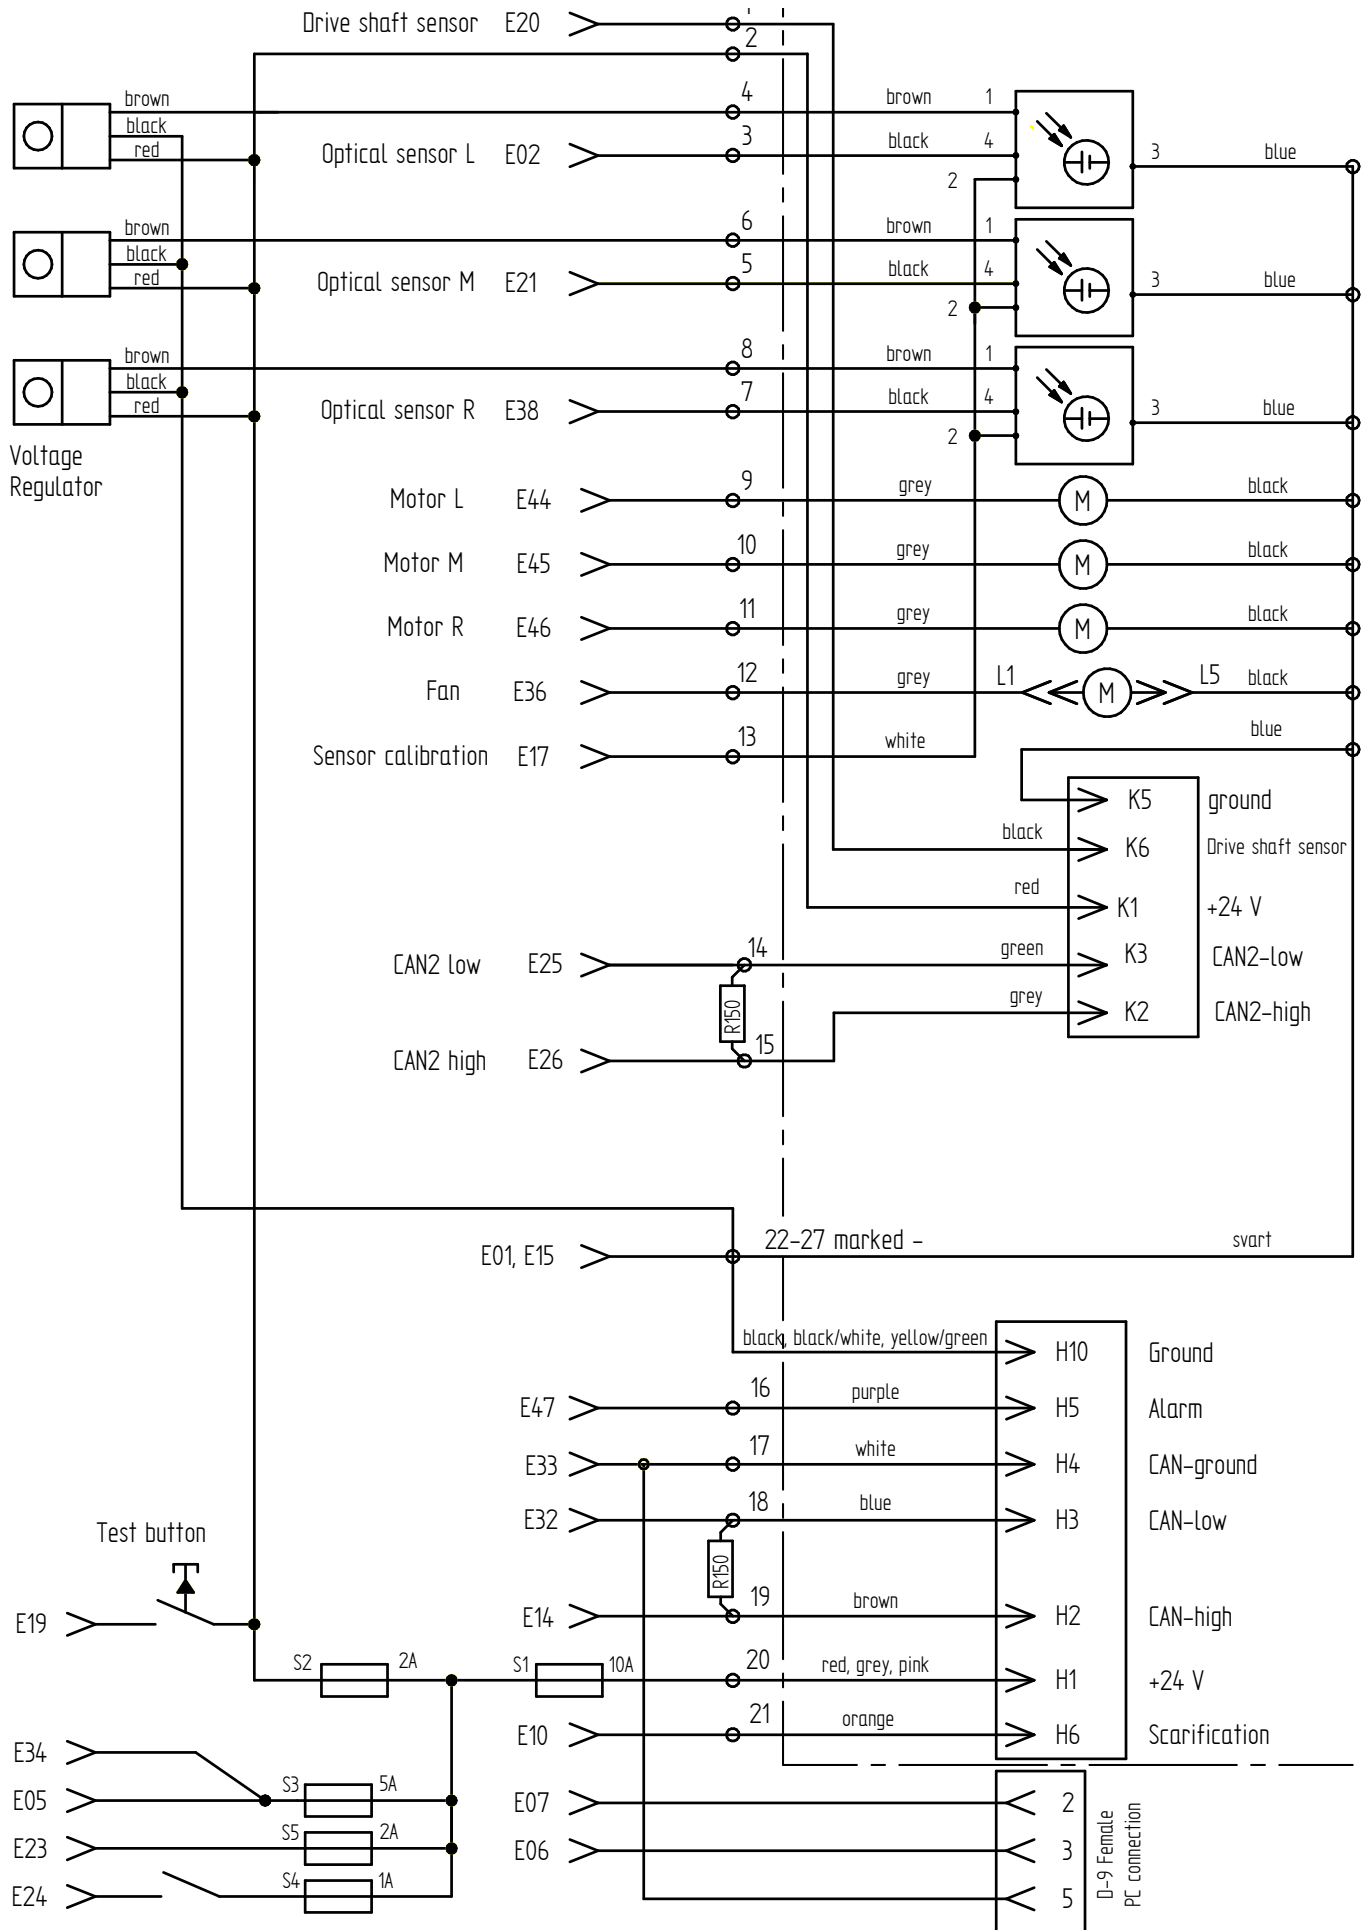 Drive shaft sensor E20 1
2
brown 4 brown 1
black
red Optical sensor L E02 3 black 4 3 blue
2
brown 6 brown 1
black
red Optical sensor M E21 5 black 4 3 blue
2
brown 8 brown 1
black
red Optical sensor R E38 7 black 4 3 blue
2
Voltage
Regulator
Motor L E44 9 grey M black
Motor M E45 10 grey M black
Motor R E46 11 grey M black
Fan E36 12 grey L1 M L5 black
Sensor calibration E17 13 white blue
K5 ground
black K6 Drive shaft sensor
red K1 +24 V
CAN2 low E25 14 green K3 CAN2-low
R150
grey K2 CAN2-high
CAN2 high E26 15
E01, E15 22-27 marked - svart
black, black/white, yellow/green H10 Ground
E47 16 purple H5 Alarm
E33 17 white H4 CAN-ground
E32 18 blue H3 CAN-low
R150
Test button
E19
E14 19 brown H2 CAN-high
S2 2A S1 10A 20 red, grey, pink H1 +24 V
E10 21 orange H6 Scarification
E34
E05 S3 5A
E23 S5 2A
E24 S4 1A
E07 2
E06 3
5
D-9 Female
PC connection